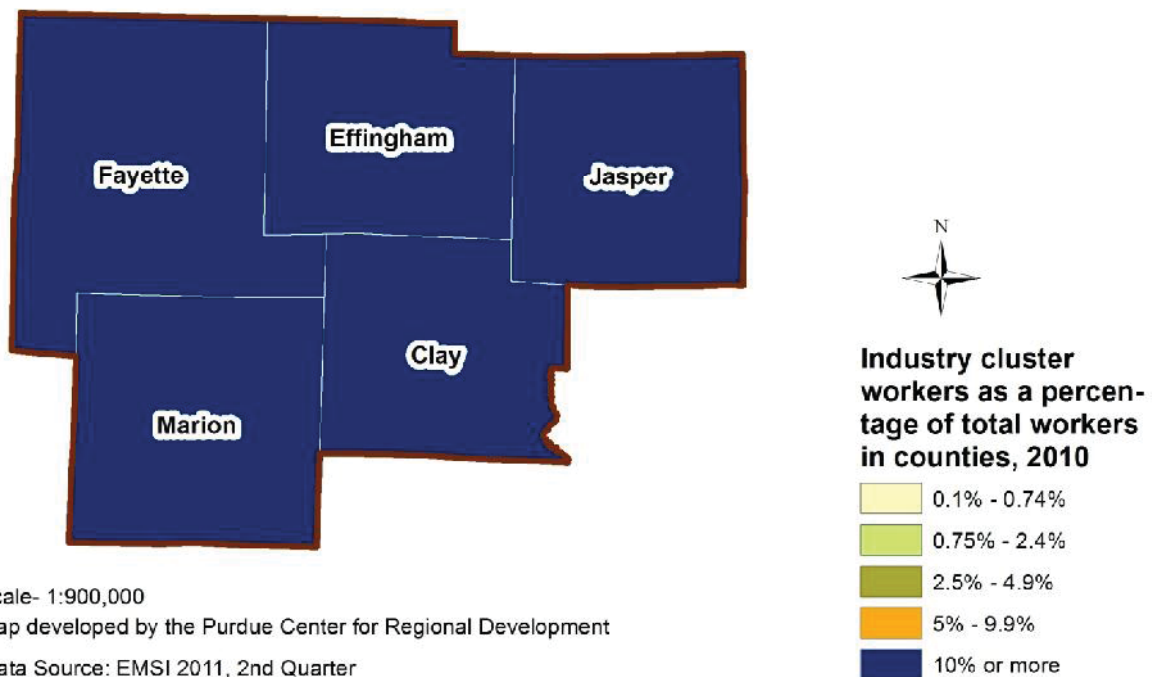 Effingham
Fayette
Jasper
Clay
Marion
N
Industry cluster
workers as a percen-
tage of total workers
in counties, 2010
0.1% - 0.74%
0.75% - 2.4%
2.5% - 4.9%
5% - 9.9%
10% or more
cale- 1:900,000
ap developed by the Purdue Center for Regional Development
ata Source: EMSI 2011, 2nd Quarter